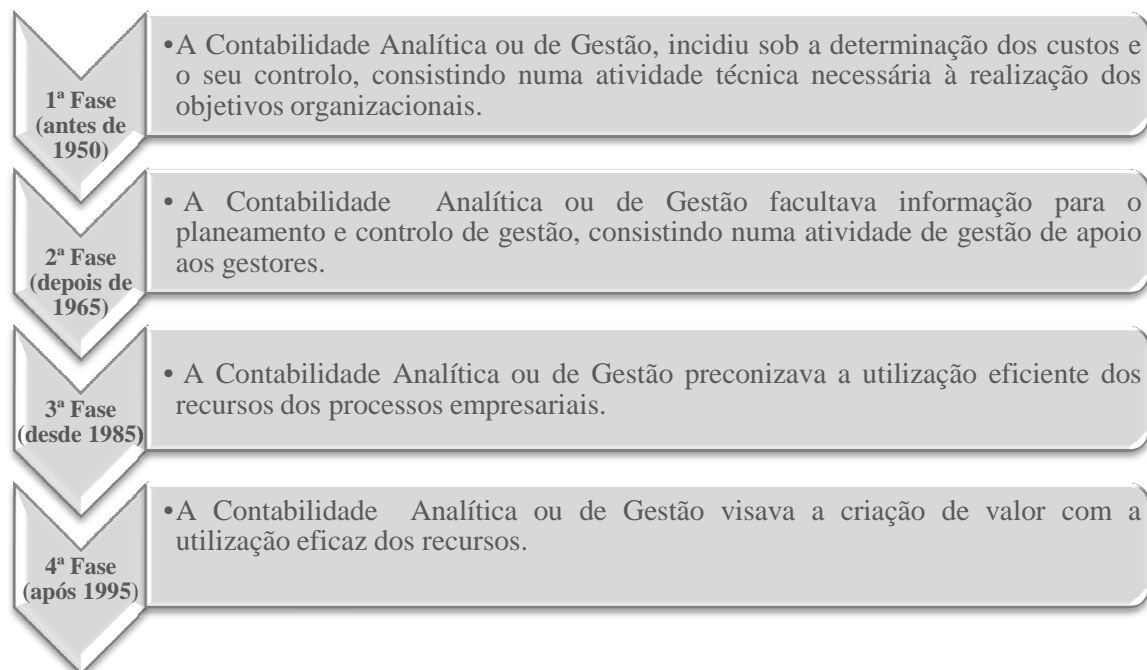 1ª Fase
(antes de
1950)
•A Contabilidade Analítica ou de Gestão, incidiu sob a determinação dos custos e
o seu controlo, consistindo numa atividade técnica necessária à realização dos
objetivos organizacionais.
2ª Fase
(depois de
1965)
• A Contabilidade Analítica ou de Gestão facultava informação para o
planeamento e controlo de gestão, consistindo numa atividade de gestão de apoio
aos gestores.
3ª Fase
(desde 1985)
• A Contabilidade Analítica ou de Gestão preconizava a utilização eficiente dos
recursos dos processos empresariais.
4ª Fase
(após 1995)
•A Contabilidade Analítica ou de Gestão visava a criação de valor com a
utilização eficaz dos recursos.